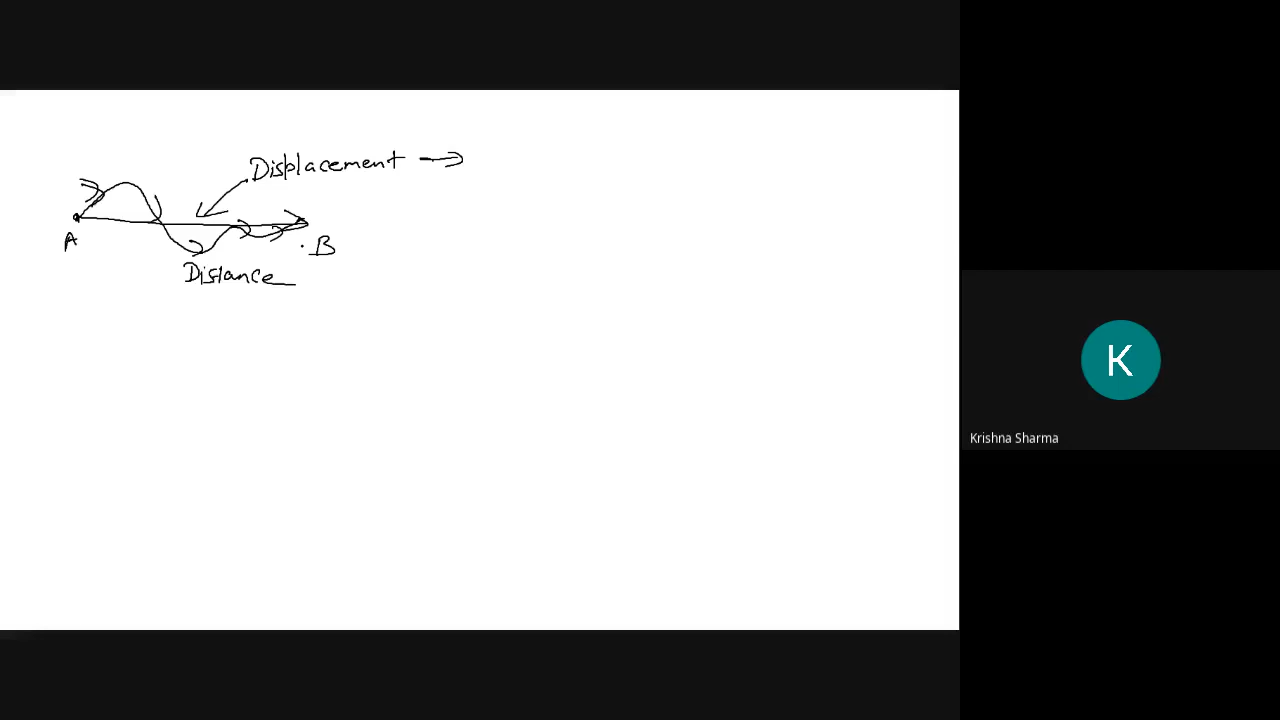 Displacement →
A
B
Distance
K
Krishna Sharma